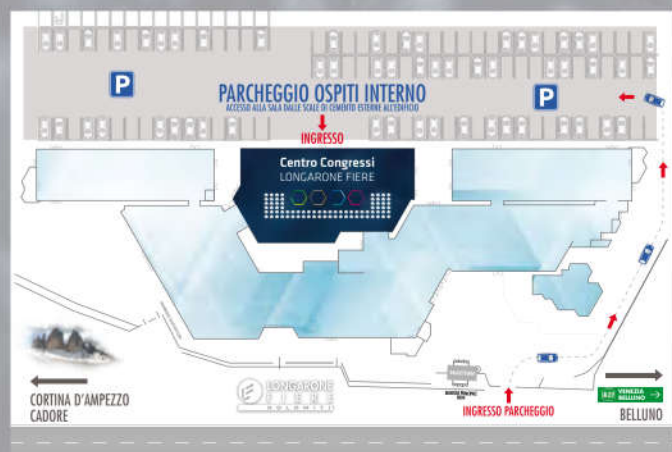 P
PARCHEGGIO OSPITI INTERNO
P
ACCESSO ALLA SALA DALLE SCALE DI CEMENTO ESTERNE ALL'EDIFICIO
INGRESSO
Centro Congressi
LONGARONE FIERE
CORTINA D'AMPEZZO
CADORE
LONGARONE
FIERE
DOLOMITI
INGRESSO PARCHEGGIO
A27
VENEZIA
BELLUNO
BELLUNO